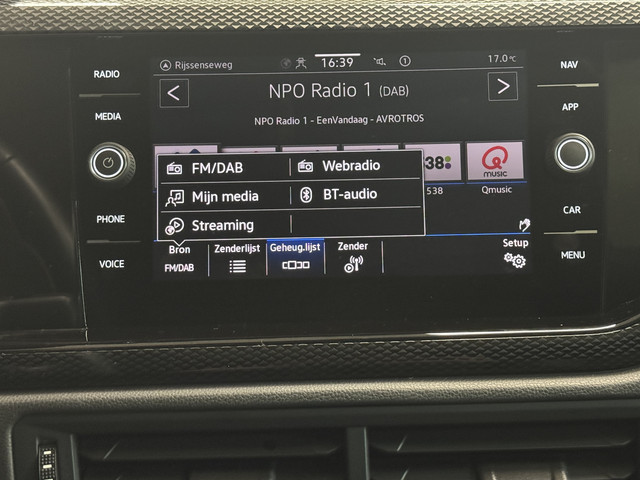 RADIO
MEDIA
PHONE
VOICE
Rijssenseweg
16:39
1
17.0°C
NPO Radio 1 (DAB)
NPO Radio 1 - EenVandaag - AVROTROS
FM/DAB
Webradio
Mijn media
BT-audio
Streaming
38
538
Q
MUSIC
Qmusic
Bron
FM/DAB
Zenderlijst
Geheug.lijst
Zender
Setup
NAV
APP
CAR
MENU